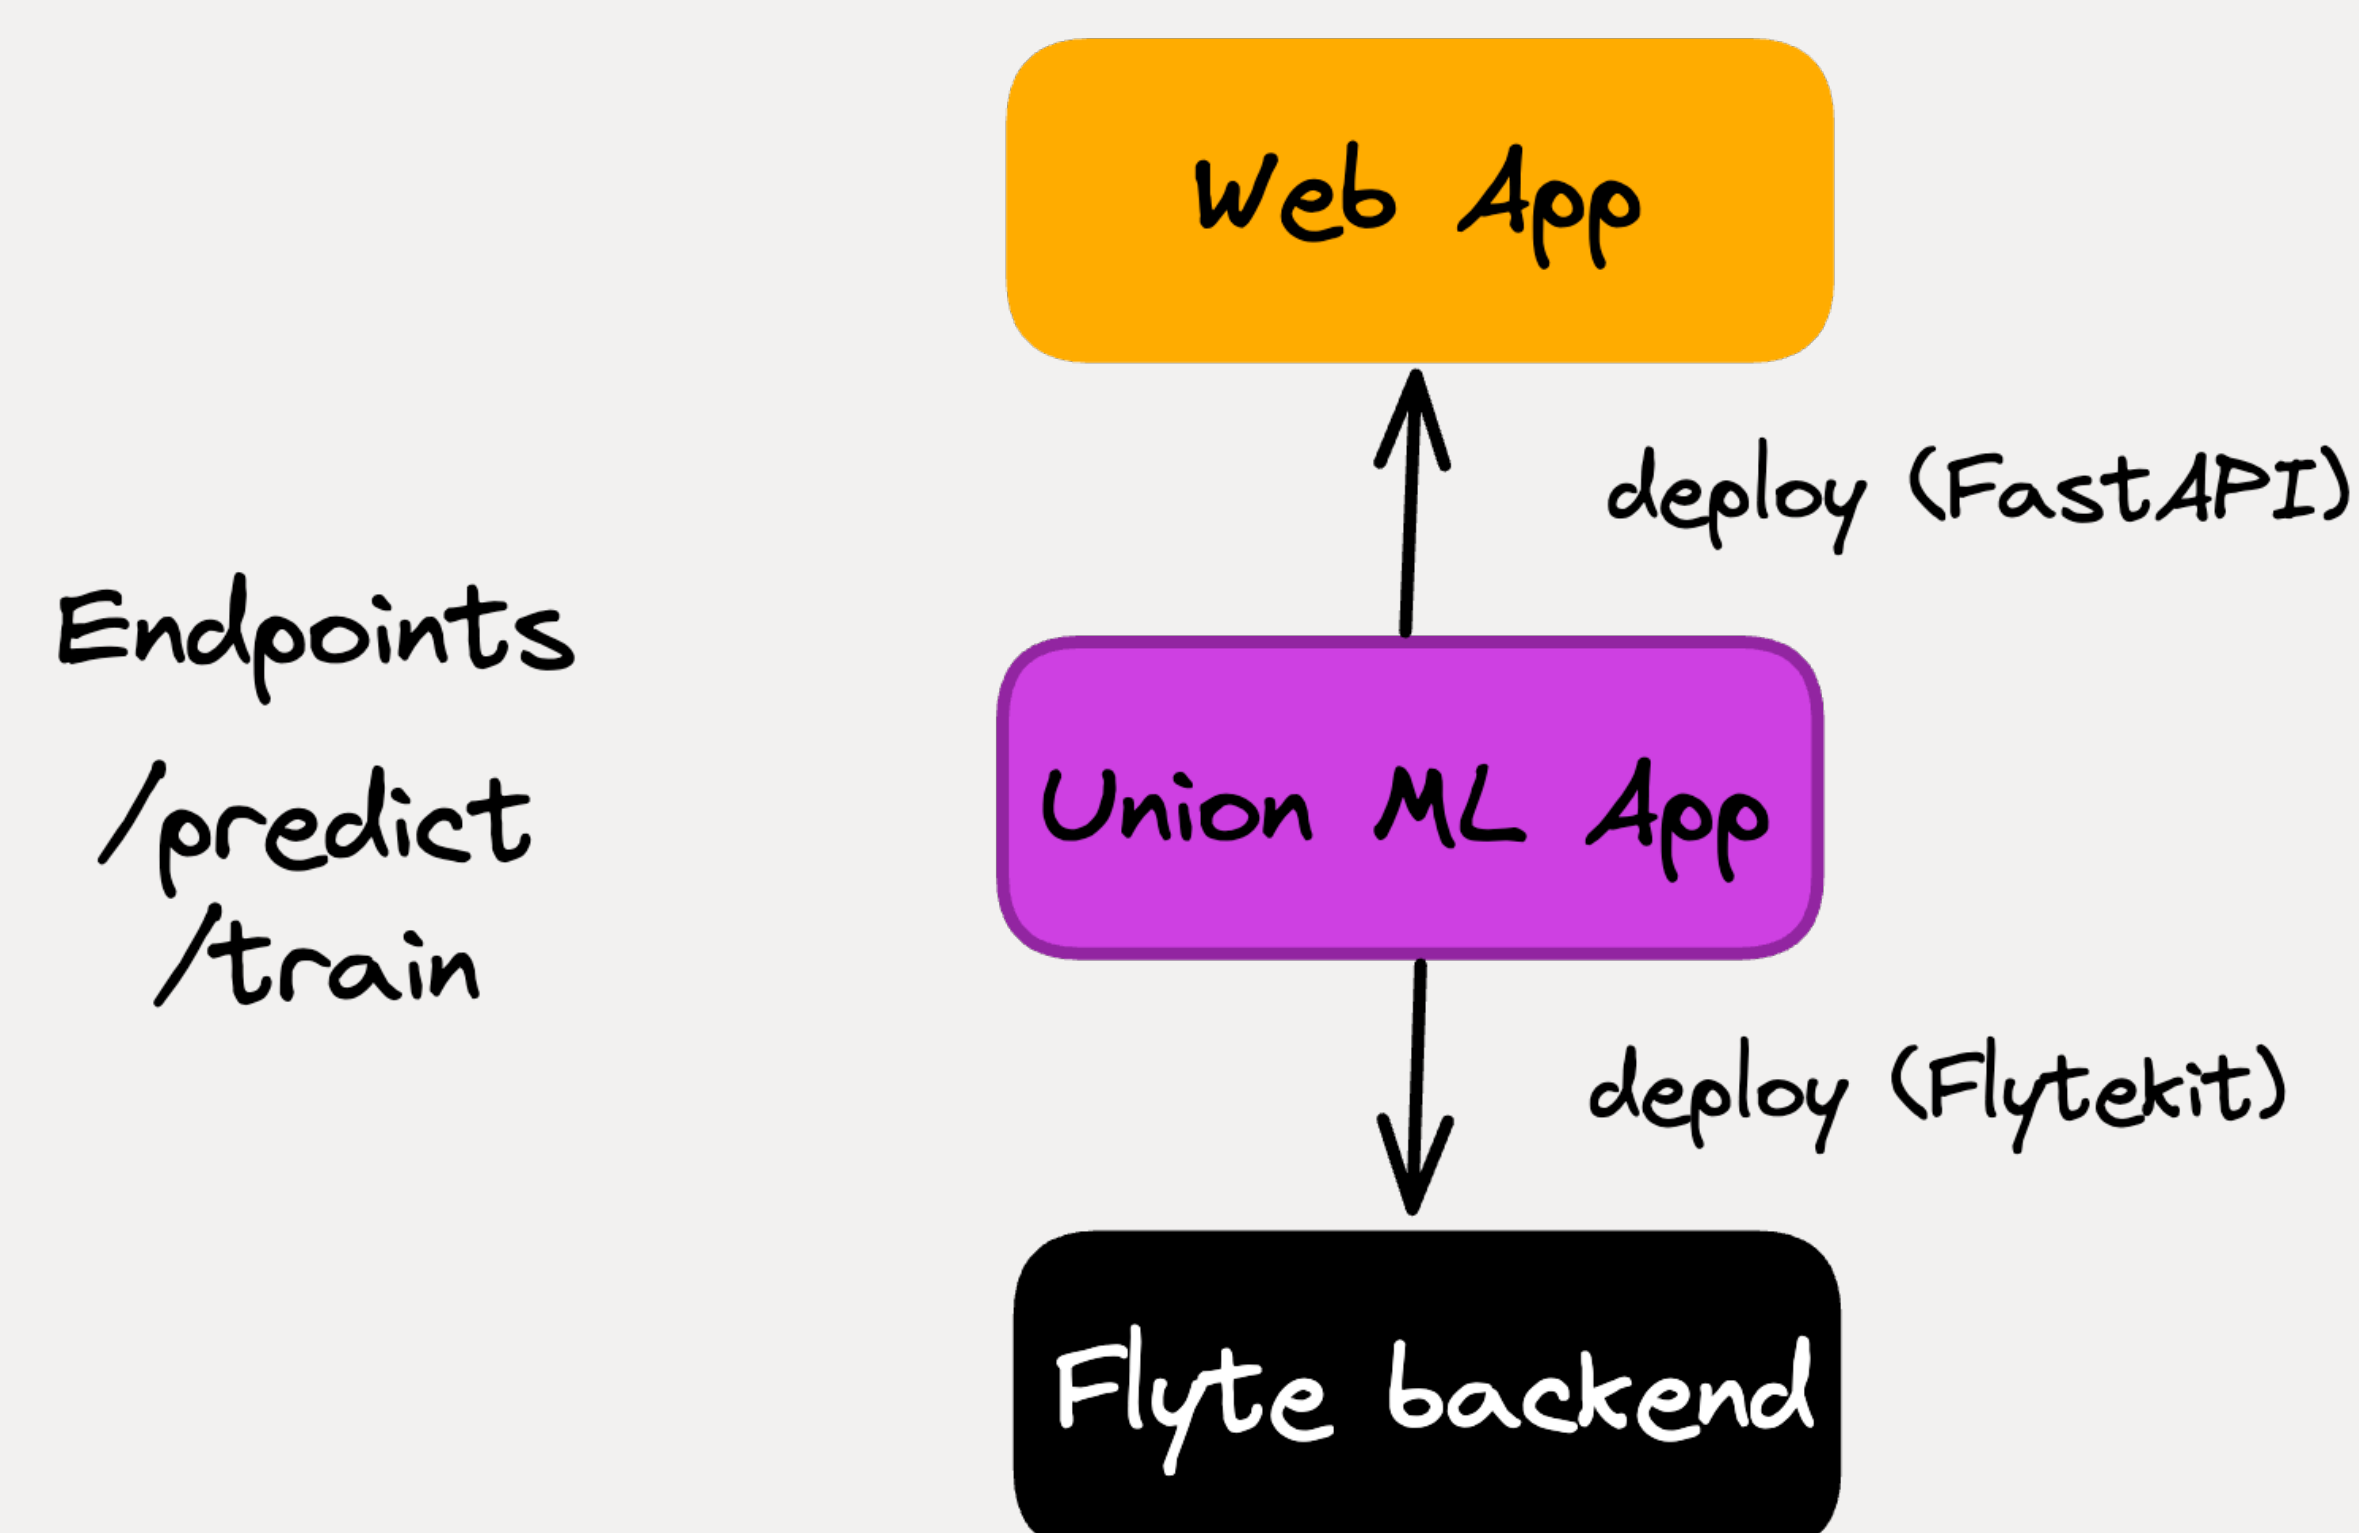 Web App
deploy (FastAPI)
Endpoints
/predict
/train
Union ML App
deploy (Flytekit)
Flyte backend